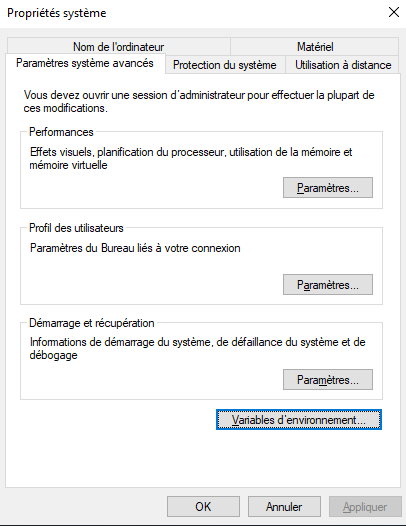 Propriétés système
Nom de l'ordinateur
Matériel
Paramètres système avancés
Protection du système
Utilisation à distance
Vous devez ouvrir une session d'administrateur pour effectuer la plupart de
ces modifications.
Performances
Effets visuels, planification du processeur, utilisation de la mémoire et
mémoire virtuelle
Paramètres...
Profil des utilisateurs
Paramètres du Bureau liés à votre connexion
Paramètres...
Démarrage et récupération
Informations de démarrage du système, de défaillance du système et de
débogage
Paramètres...
Variables d'environnement...
OK
Annuler
Appliquer